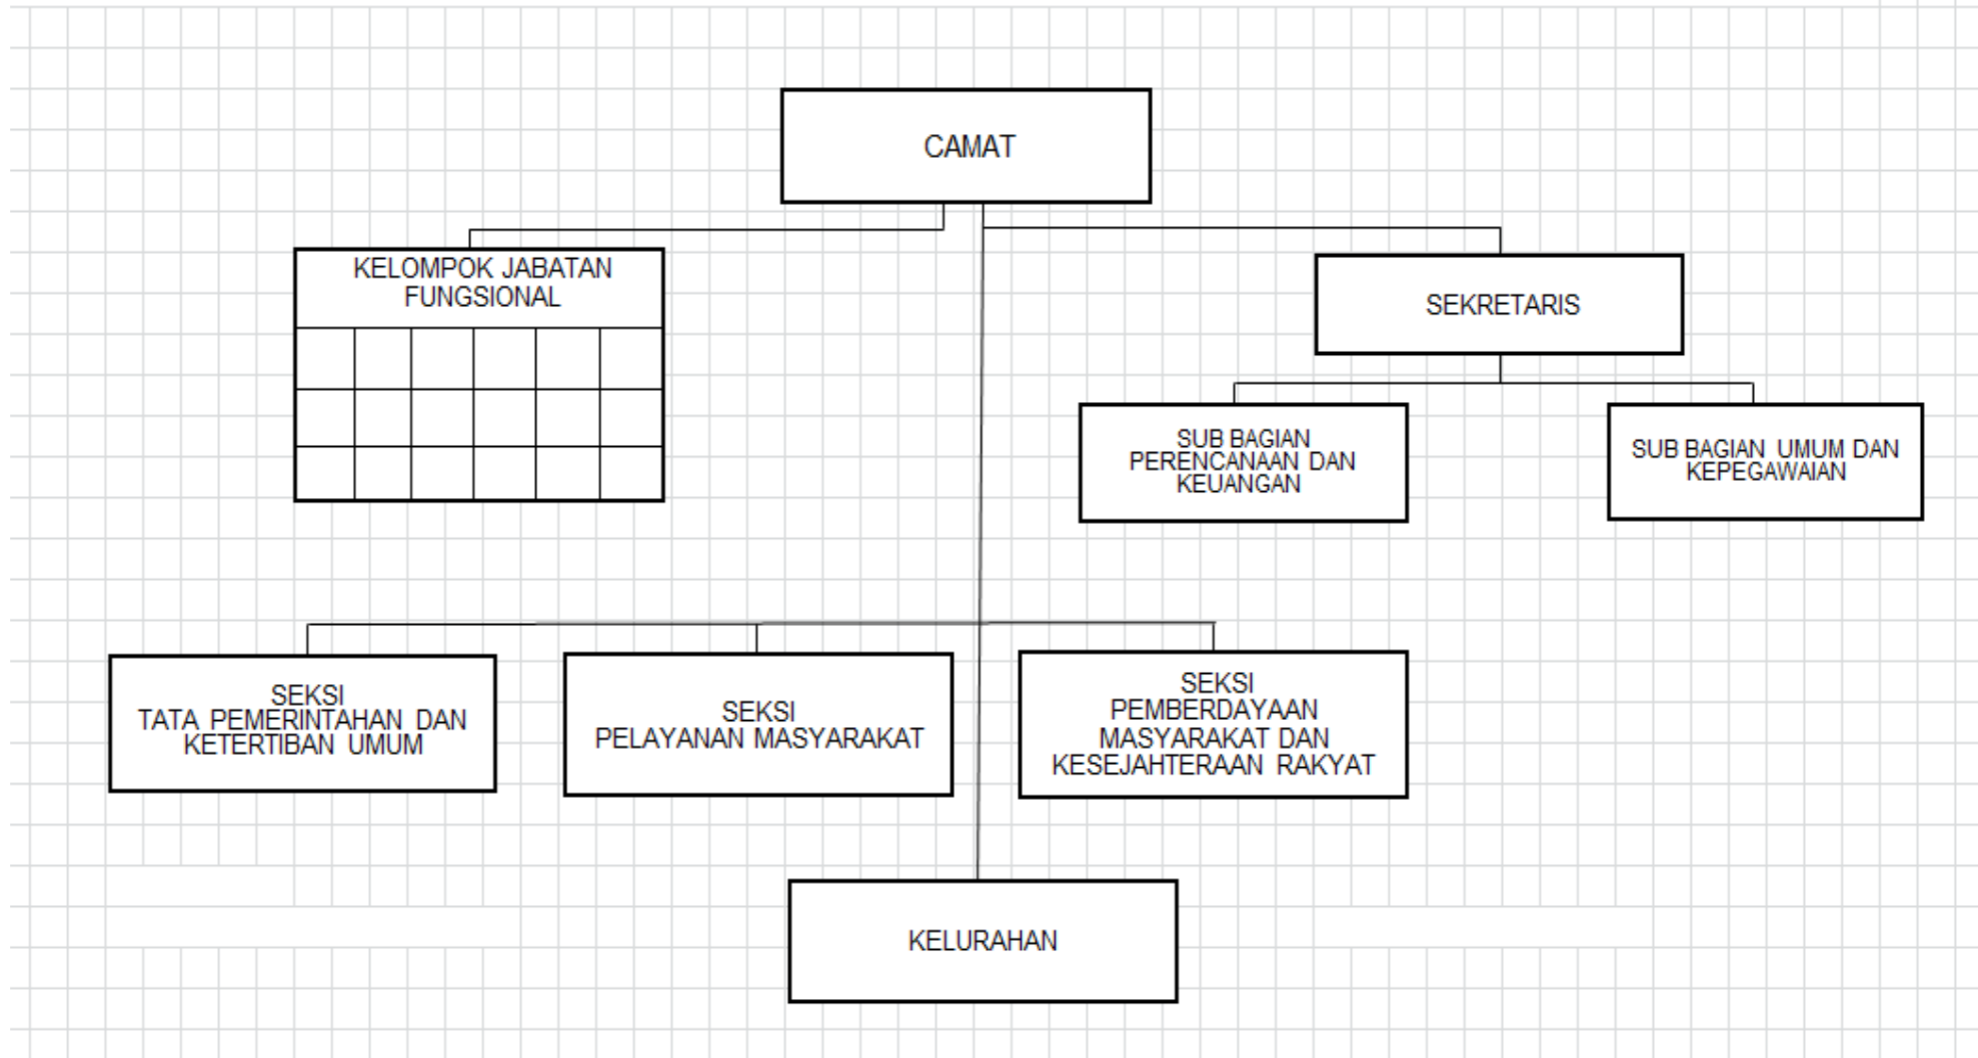 CAMAT
KELOMPOK JABATAN
FUNGSIONAL
SEKRETARIS
SUB BAGIAN
PERENCANAAN DAN
KEUANGAN
SUB BAGIAN UMUM DAN
KEPEGAWAIAN
SEKSI
TATA PEMERINTAHAN DAN
KETERTIBAN UMUM
SEKSI
PELAYANAN MASYARAKAT
SEKSI
PEMBERDAYAAN
MASYARAKAT DAN
KESEJAHTERAAN RAKYAT
KELURAHAN